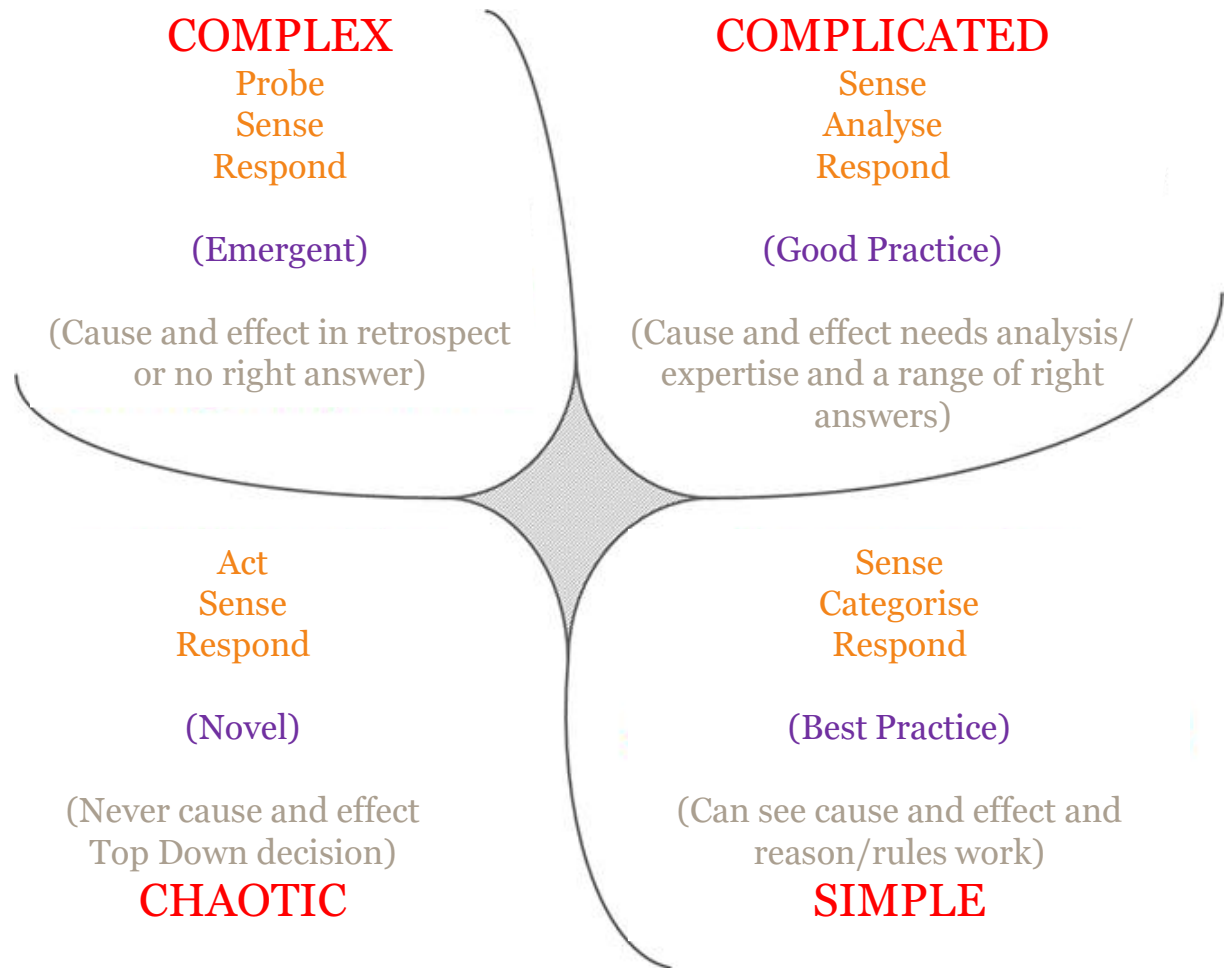 COMPLEX
Probe
Sense
Respond
(Emergent)
(Cause and effect in retrospect
or no right answer)
COMPLICATED
Sense
Analyse
Respond
(Good Practice)
(Cause and effect needs analysis/
expertise and a range of right
answers)
Act
Sense
Respond
(Novel)
(Never cause and effect
Top Down decision)
CHAOTIC
Sense
Categorise
Respond
(Best Practice)
(Can see cause and effect and
reason/rules work)
SIMPLE